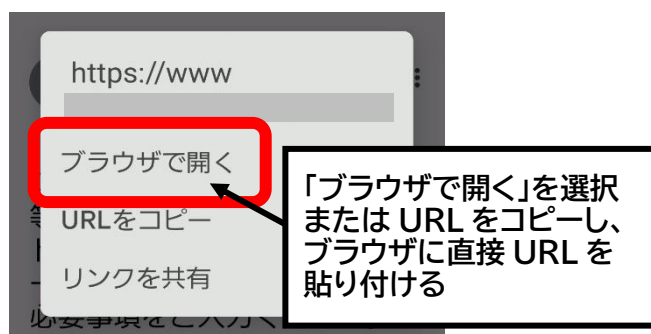 https://www
ブラウザで開く
URLをコピー
リンクを共有
「ブラウザで開く」を選択
または URL をコピーし、
ブラウザに直接 URL を
貼り付ける